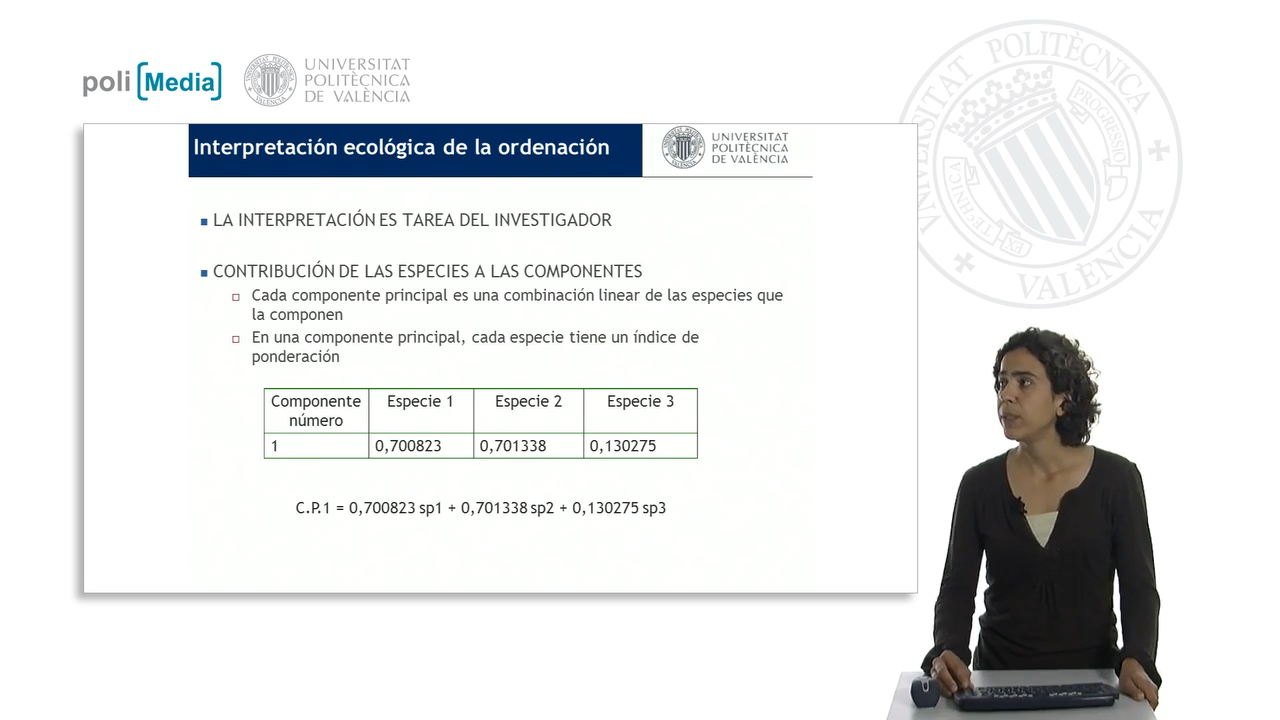 poli[Media]
UNIVERSITAT
POLITÈCNICA
DE VALÈNCIA
Interpretación ecológica de la ordenación
UNIVERSITAT
POLITÈCNICA
DE VALÈNCIA
LA INTERPRETACIÓN ES TAREA DEL INVESTIGADOR
CONTRIBUCIÓN DE LAS ESPECIES A LAS COMPONENTES
Cada componente principal es una combinación linear de las especies que
la componen
En una componente principal, cada especie tiene un índice de
ponderación
Componente número Especie 1 Especie 2 Especie 3
1 0,700823 0,701338 0,130275
C.P.1 = 0,700823 sp1 + 0,701338 sp2 + 0,130275 sp3
UNIVERSITAT POLITÈCNICA
VALÈNCIA